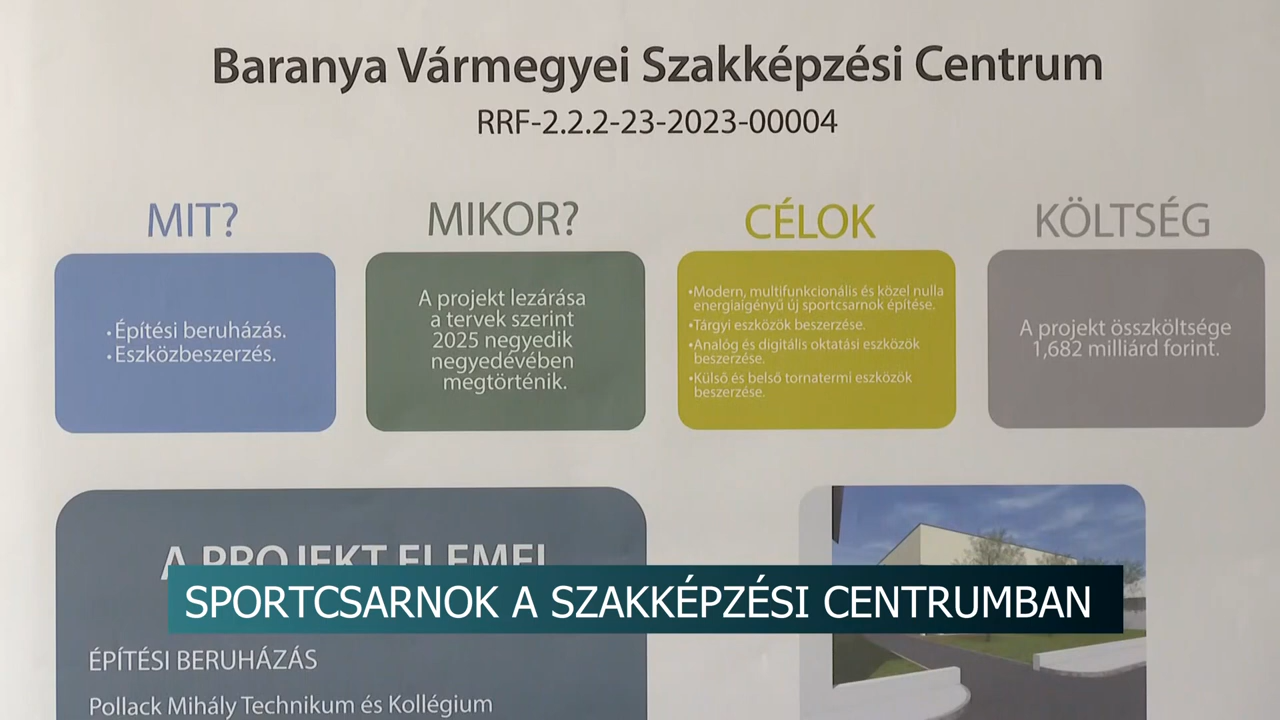 Baranya Vármegyei Szakképzési Centrum
RRF-2.2.2-23-2023-00004
MIT?
• Építési beruházás.
• Eszközbeszerzés.
MIKOR?
A projekt lezárása
a tervek szerint
2025 negyedik
negyedévében
megtörténik.
CÉLOK
•Modern, multifunkcionális és közel nulla
energiaigényű új sportcsarnok építése.
•Tárgyi eszközök beszerzése.
•Analóg és digitális oktatási eszközök
beszerzése.
•Külső és belső tornatermi eszközök
beszerzése.
KÖLTSÉG
A projekt összköltsége
1,682 milliárd forint.
A PROJEKT ELEMEI
SPORTCSARNOK A SZAKKÉPZÉSI CENTRUMBAN
ÉPÍTÉSI BERUHÁZÁS
Pollack Mihály Technikum és Kollégium